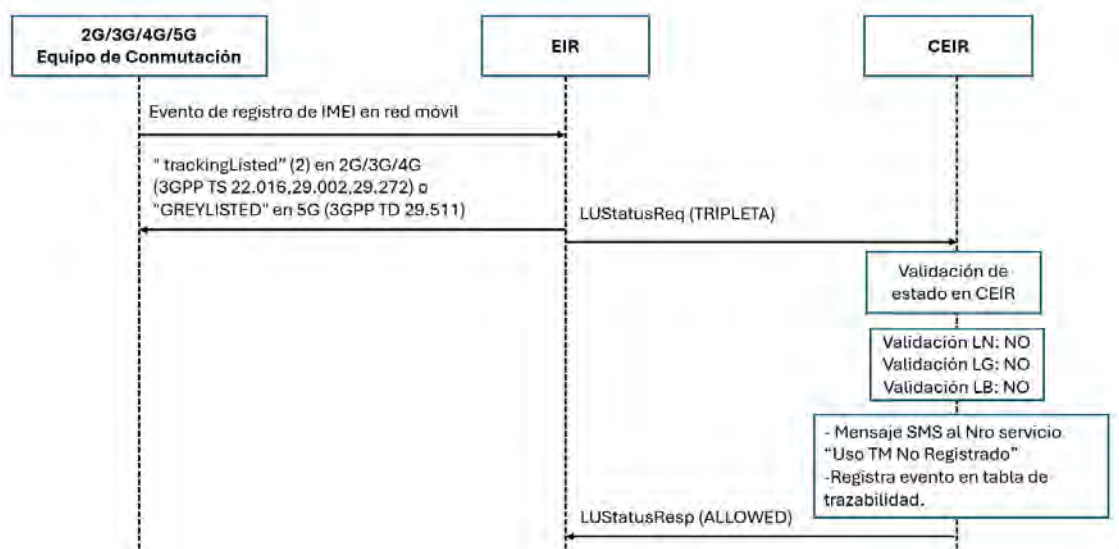 2G/3G/4G/5G
Equipo de Conmutación
EIR
CEIR
Evento de registro de IMEI en red móvil
" trackingListed" (2) en 2G/3G/4G
(3GPP TS 22.016,29.002,29.272) o
"GREYLISTED" en 5G (3GPP TD 29.511)
LUStatusReq (TRIPLETA)
Validación de
estado en CEIR
Validación LN: NO
Validación LG: NO
Validación LB: NO
- Mensaje SMS al Nro servicio
“Uso TM No Registrado”
-Registra evento en tabla de
trazabilidad.
LUStatusResp (ALLOWED)